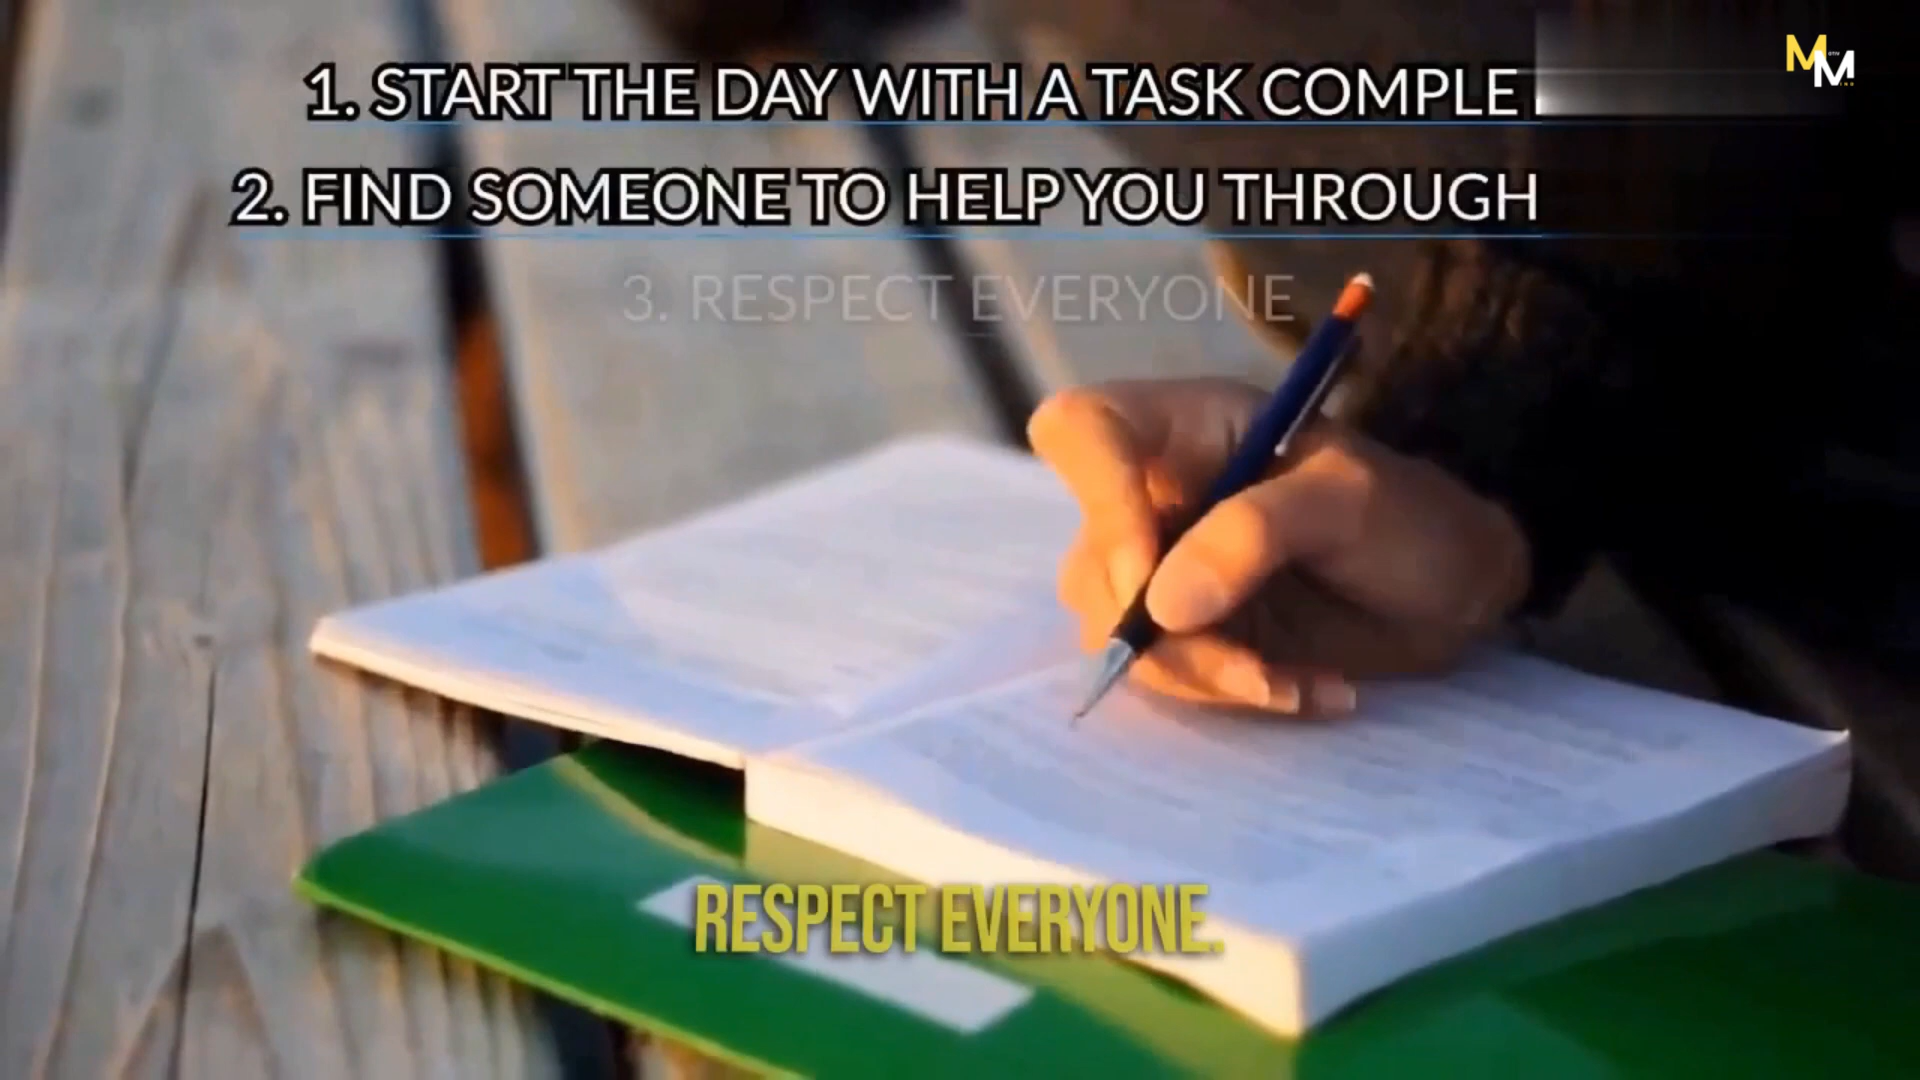 1. START THE DAY WITH A TASK COMPLE
2. FIND SOMEONE TO HELP YOU THROUGH
3. RESPECT EVERYONE
RESPECT EVERYONE.
MM